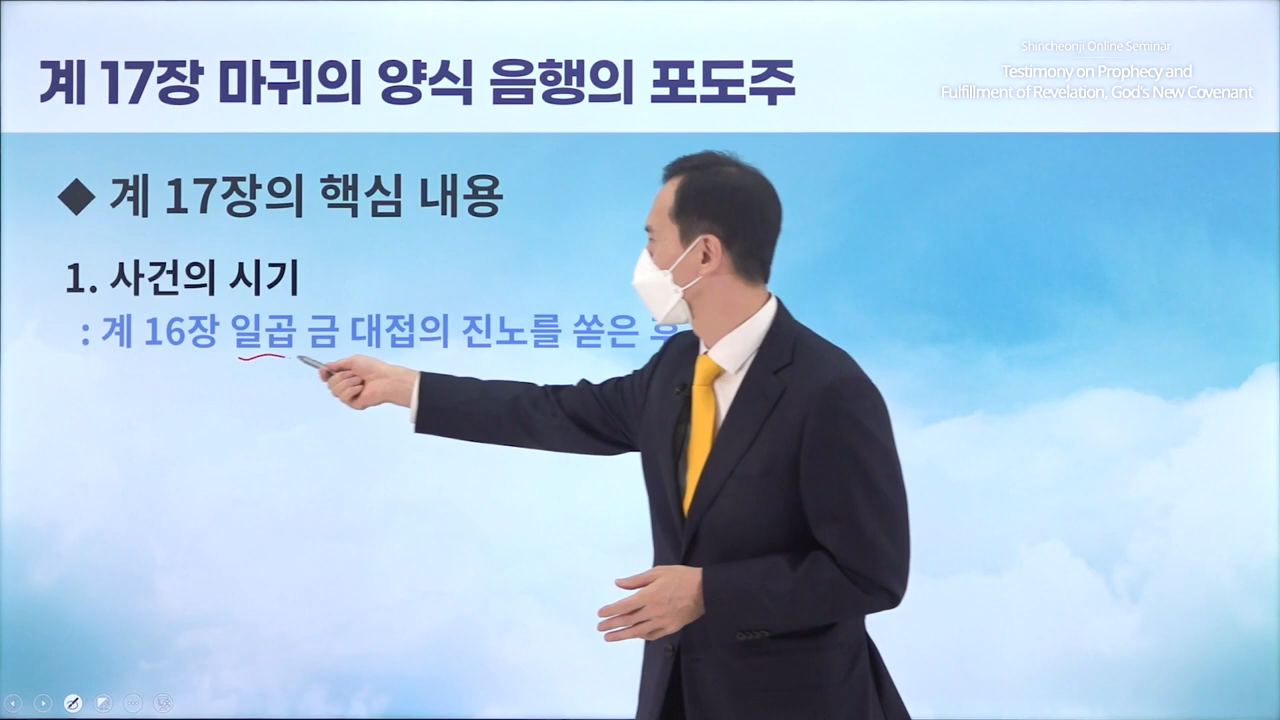 계 17장 마귀의 양식 음행의 포도주
Shincheonji Online Seminar
Testimony on Prophecy and
Fulfillment of Revelation, God's New Covenant
◆ 계 17장의 핵심 내용
1. 사건의 시기
: 계 16장 일곱 금 대접의 진노를 쏟은 후